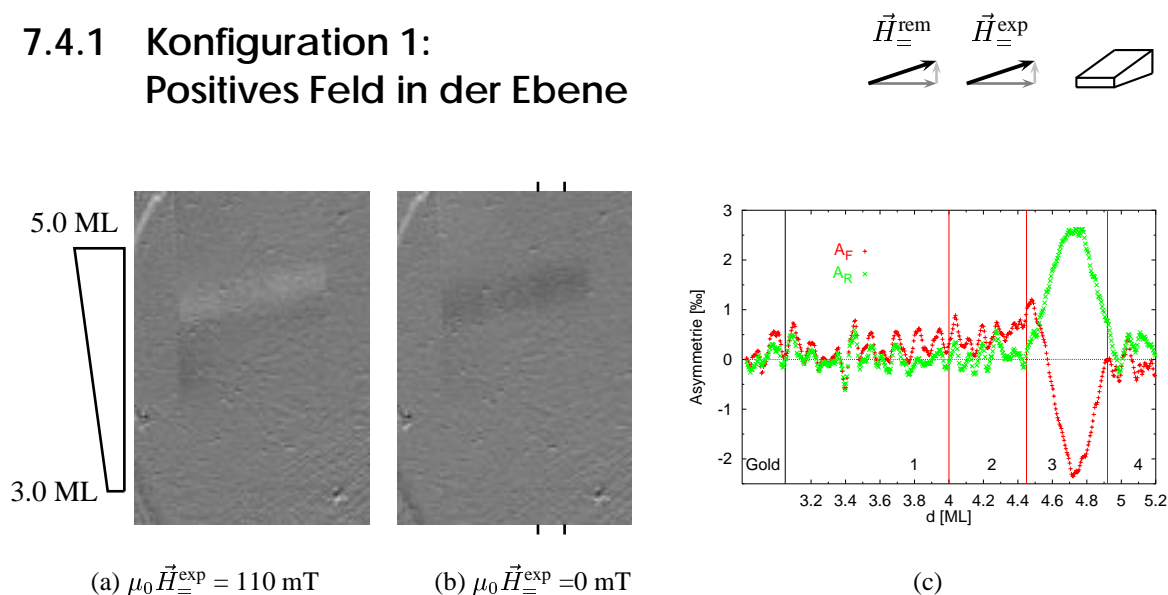 7.4.1 Konfiguration 1:
Positives Feld in der Ebene
H⃗₌^rem H⃗₌^exp
5.0 ML
3.0 ML
3
2
1
0
-1
-2
Asymmetrie [‰]
A_F
A_R
Gold 1 2 3 4
3.2 3.4 3.6 3.8 4 4.2 4.4 4.6 4.8 5 5.2
d [ML]
(a) μ₀H⃗₌^exp = 110 mT (b) μ₀H⃗₌^exp =0 mT (c)